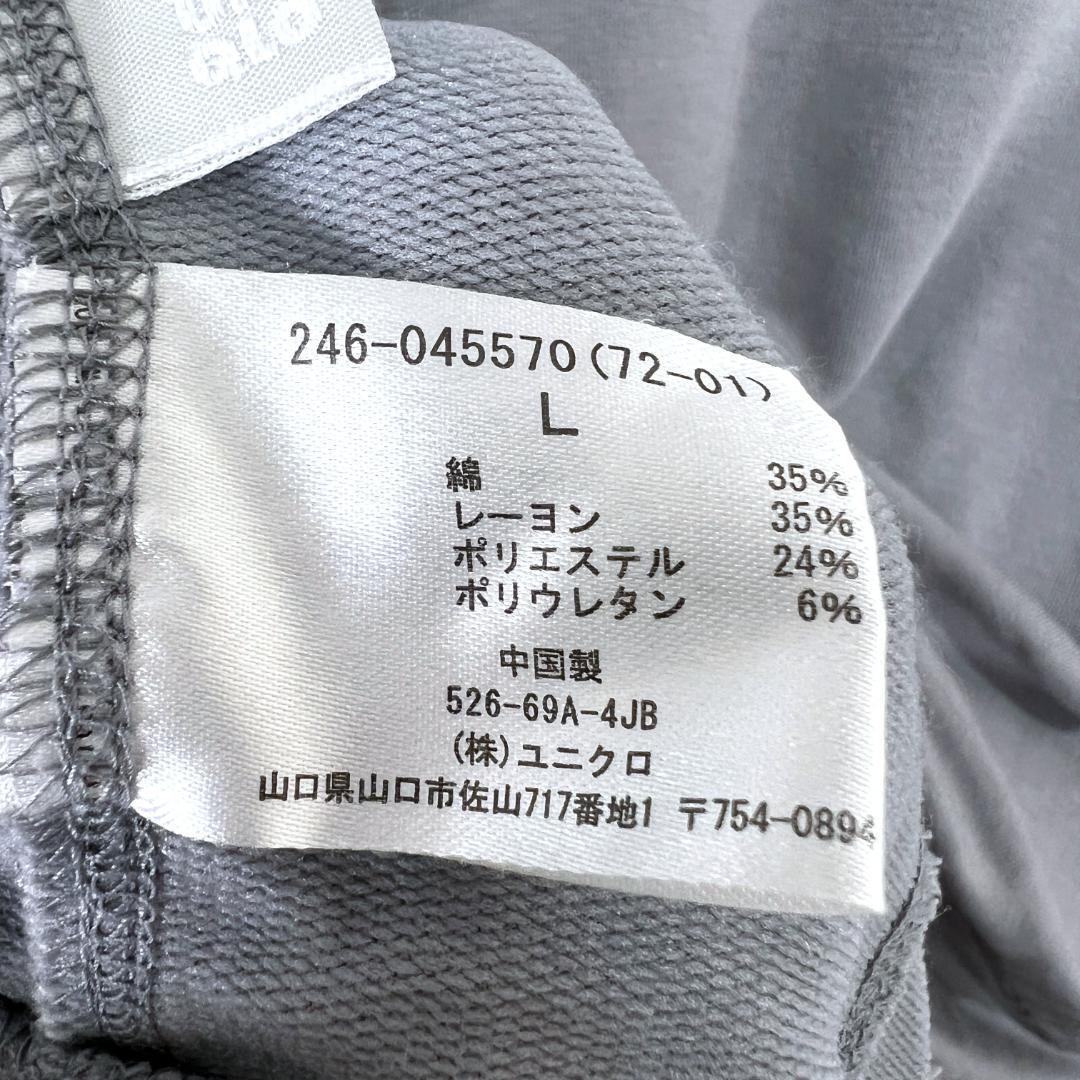 QLO
246-045570(72-01)
L
綿 35%
レーヨン 35%
ポリエステル 24%
ポリウレタン 6%
中国製
526-69A-4JB
(株)ユニクロ
山口県山口市佐山717番地1 〒754-0894